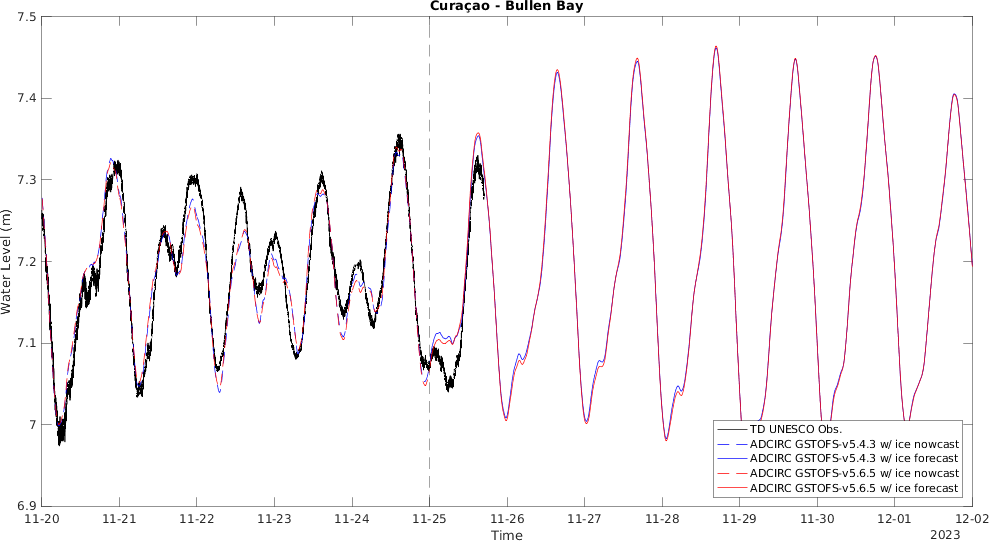 Curaçao - Bullen Bay
7.5
7.4
7.3
7.2
7.1
7
6.9
Water Level (m)
11-20 11-21 11-22 11-23 11-24 11-25 11-26 11-27 11-28 11-29 11-30 12-01 12-02
Time
2023
TD UNESCO Obs.
ADCIRC GSTOFS-v5.4.3 w/ ice nowcast
ADCIRC GSTOFS-v5.4.3 w/ ice forecast
ADCIRC GSTOFS-v5.6.5 w/ ice nowcast
ADCIRC GSTOFS-v5.6.5 w/ ice forecast